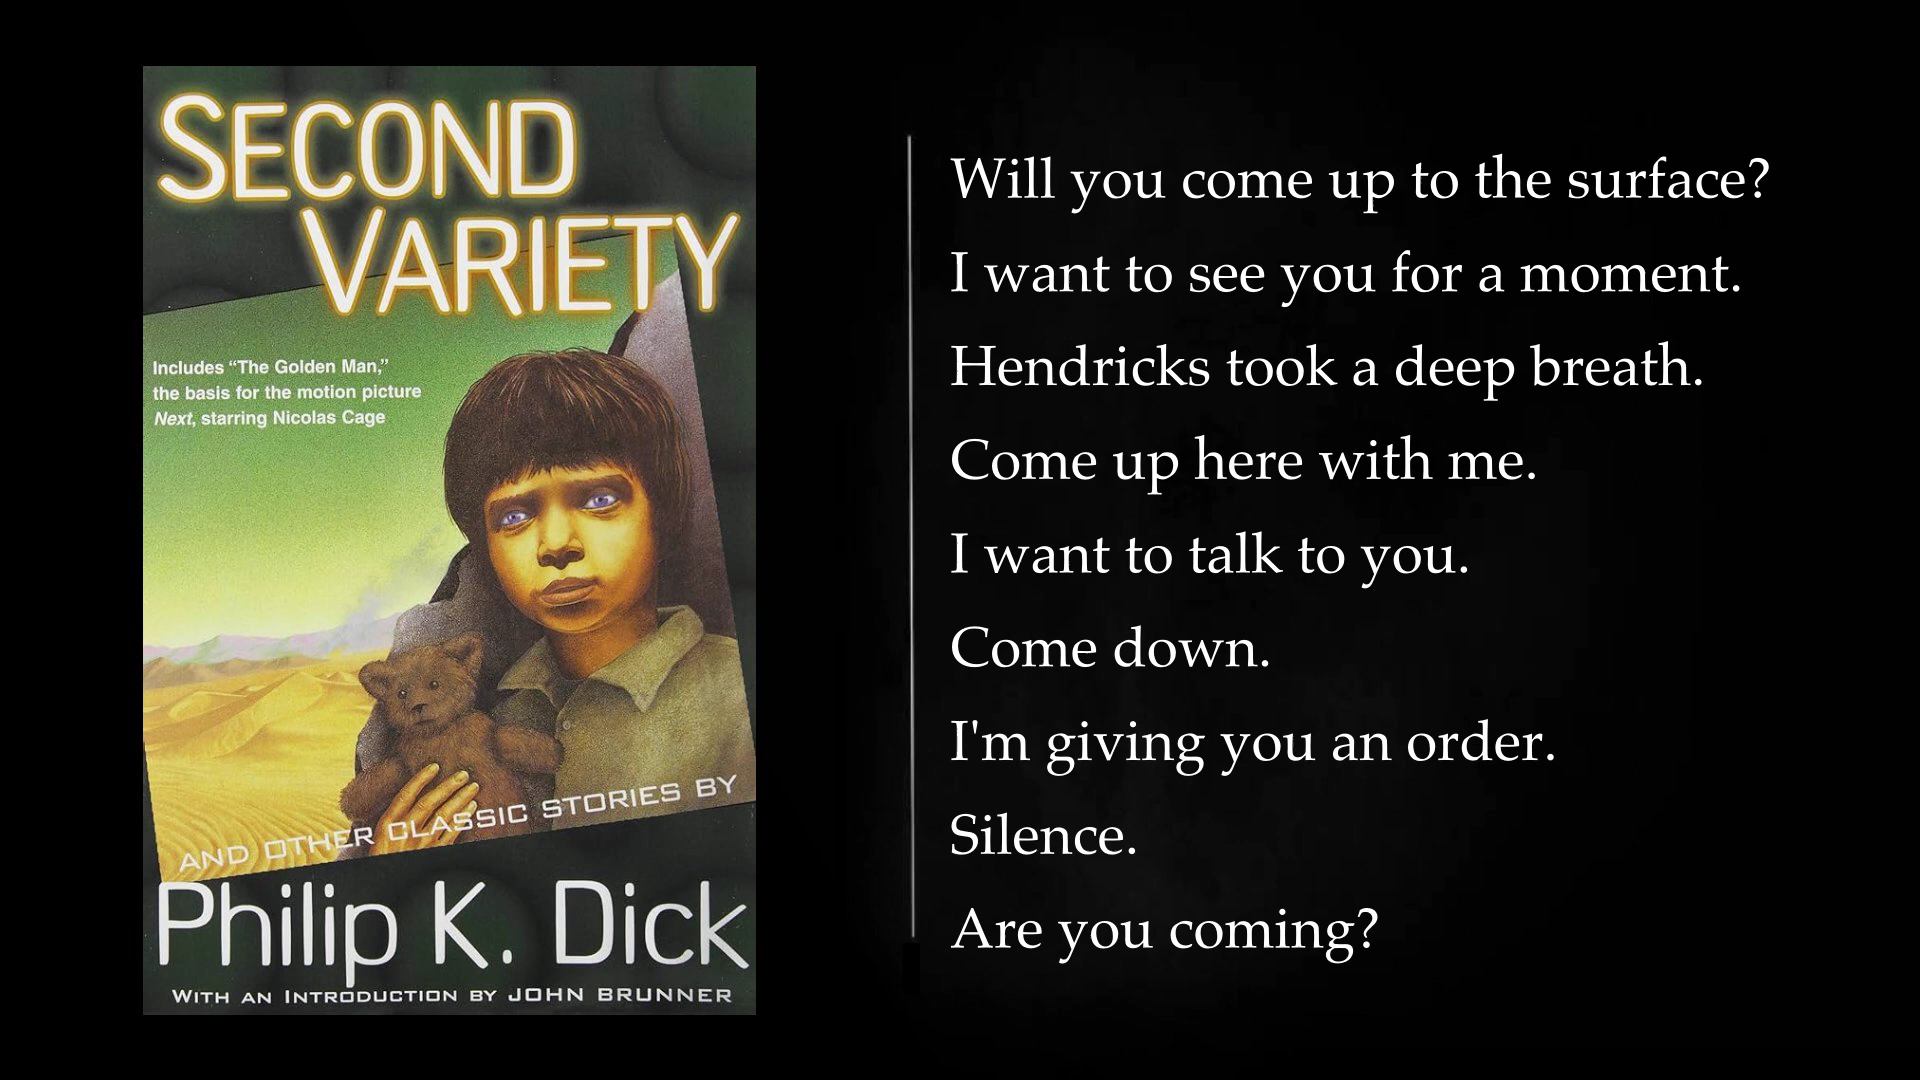 SECOND
VARIETY
Includes “The Golden Man,”
the basis for the motion picture
Next, starring Nicolas Cage
AND OTHER CLASSIC STORIES BY
Philip K. Dick
WITH AN INTRODUCTION BY JOHN BRUNNER
Will you come up to the surface?
I want to see you for a moment.
Hendricks took a deep breath.
Come up here with me.
I want to talk to you.
Come down.
I'm giving you an order.
Silence.
Are you coming?